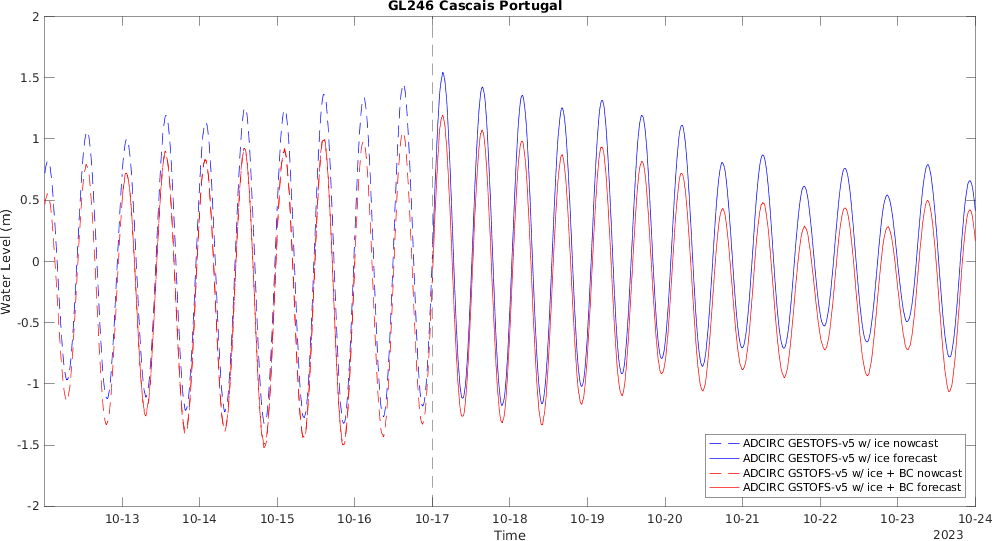 GL246 Cascais Portugal
2
1.5
1
0.5
0
-0.5
-1
-1.5
-2
Water Level (m)
ADCIRC GESTOFS-v5 w/ ice nowcast
ADCIRC GESTOFS-v5 w/ ice forecast
ADCIRC GSTOFS-v5 w/ ice + BC nowcast
ADCIRC GSTOFS-v5 w/ ice + BC forecast
10-13 10-14 10-15 10-16 10-17 10-18 10-19 10-20 10-21 10-22 10-23 10-24
Time
2023